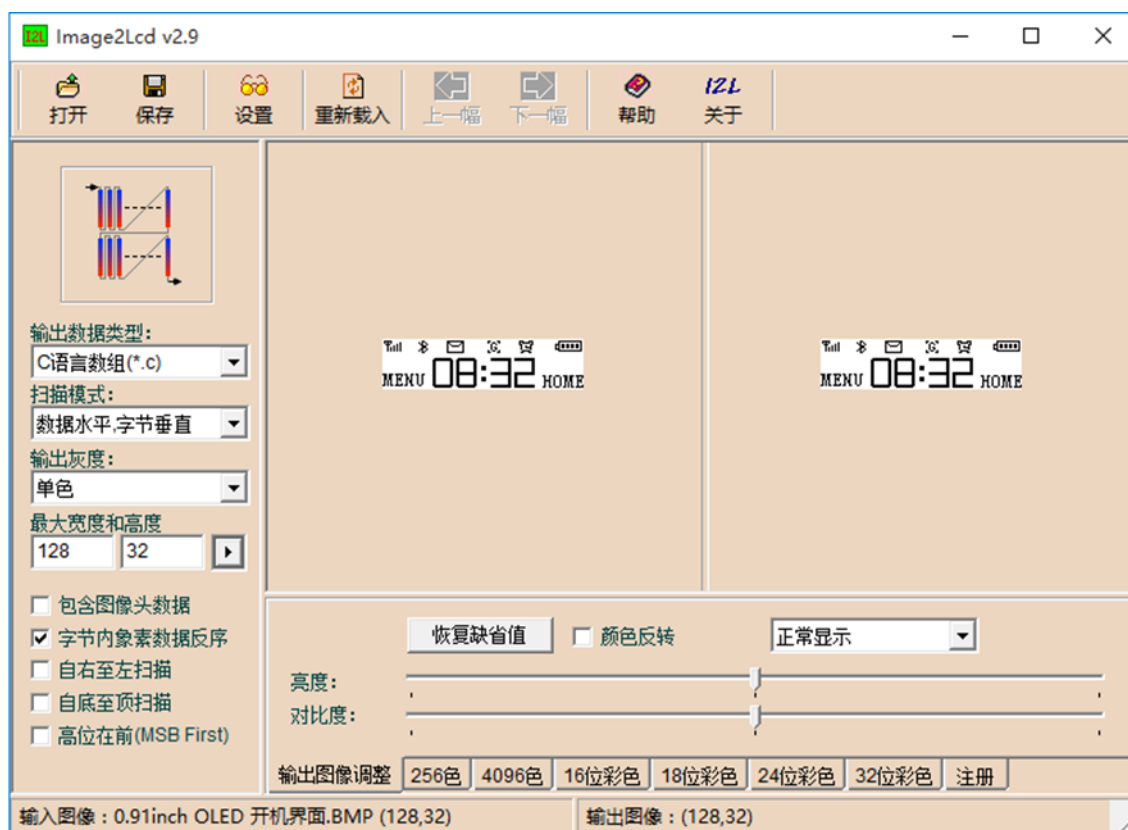 I2L Image2Lcd v2.9
I2L
打开 保存 设置 重新载入 上一幅 下一幅 帮助 关于
输出数据类型:
C语言数组(*.c)
扫描模式:
数据水平,字节垂直
输出灰度:
单色
最大宽度和高度
128 32
包含图像头数据
字节内象素数据反序
自右至左扫描
自底至顶扫描
高位在前(MSB First)
MENU 08:32 HOME
MENU 08:32 HOME
恢复缺省值 颜色反转 正常显示
亮度:
对比度:
输出图像调整 256色 4096色 16位彩色 18位彩色 24位彩色 32位彩色 注册
输入图像：0.91inch OLED 开机界面.BMP (128,32) 输出图像：(128,32)